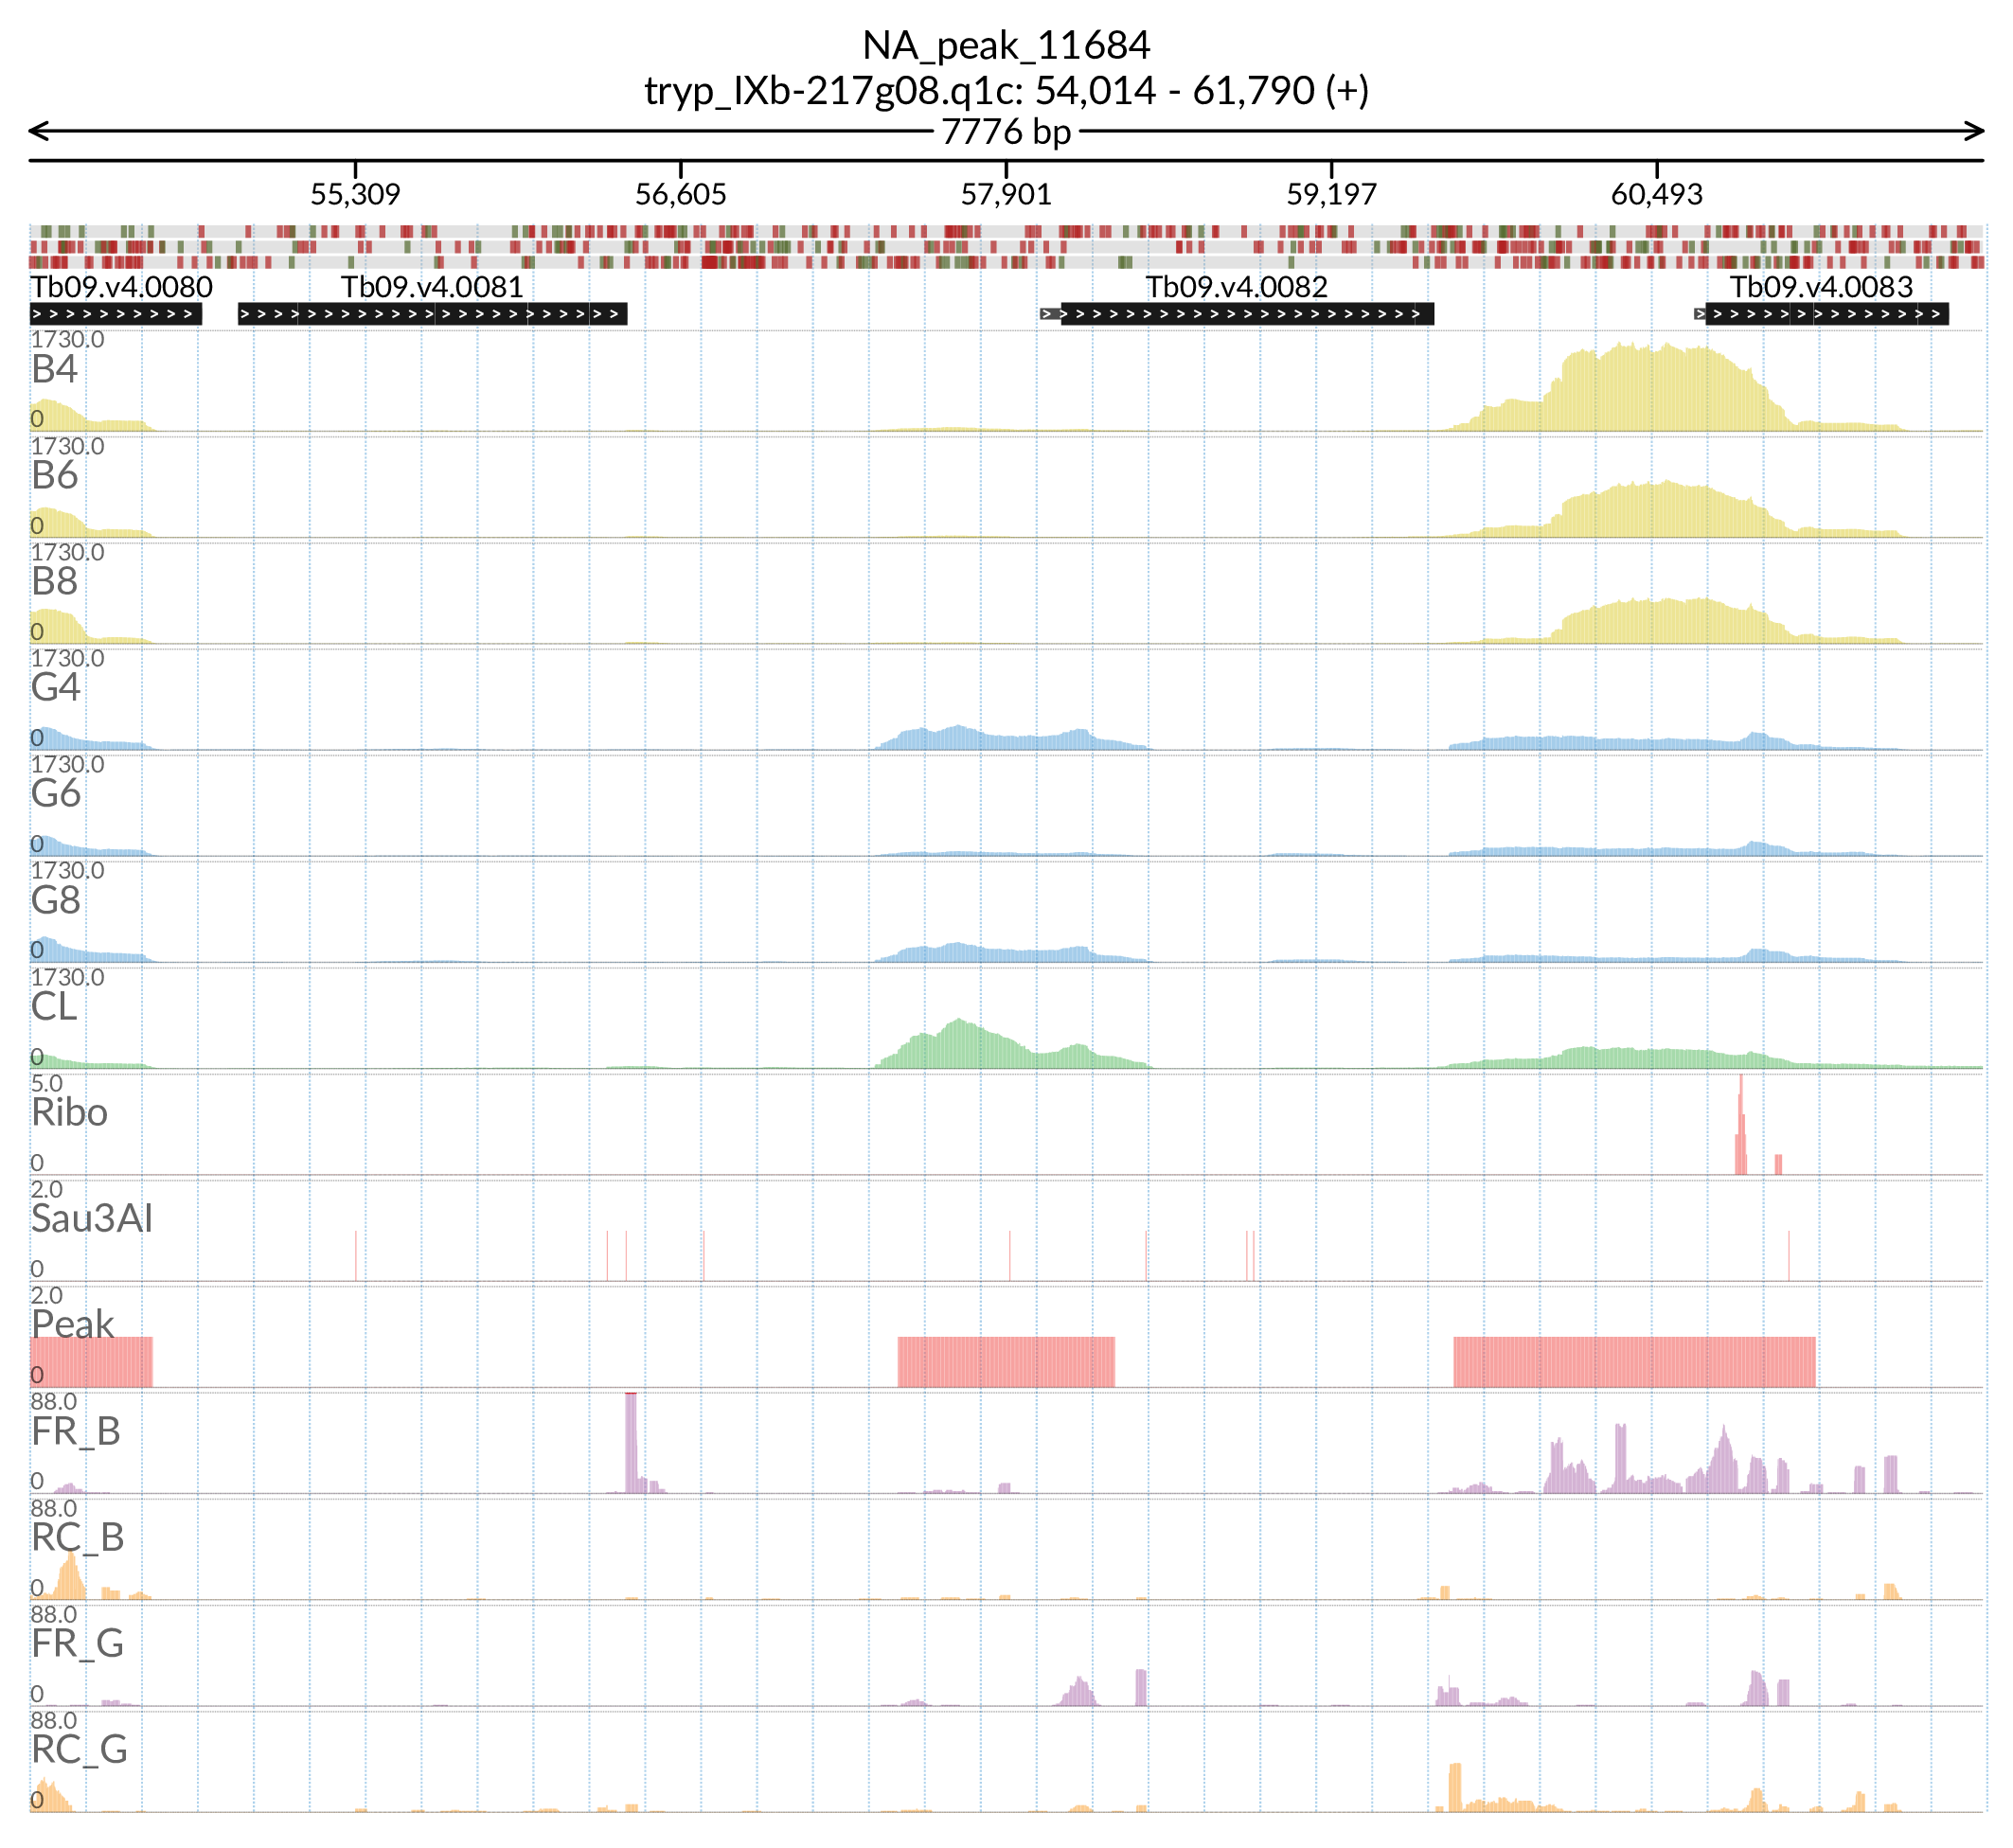 NA_peak_11684
tryp_IXb-217g08.q1c: 54,014 - 61,790 (+)
7776 bp
55,309 56,605 57,901 59,197 60,493
Tb09.v4.0080 Tb09.v4.0081 Tb09.v4.0082 Tb09.v4.0083
1730.0
B4
0
1730.0
B6
0
1730.0
B8
0
1730.0
G4
0
1730.0
G6
0
1730.0
G8
0
1730.0
CL
0
5.0
Ribo
0
2.0
Sau3AI
0
2.0
Peak
0
88.0
FR_B
0
88.0
RC_B
0
88.0
FR_G
0
88.0
RC_G
0